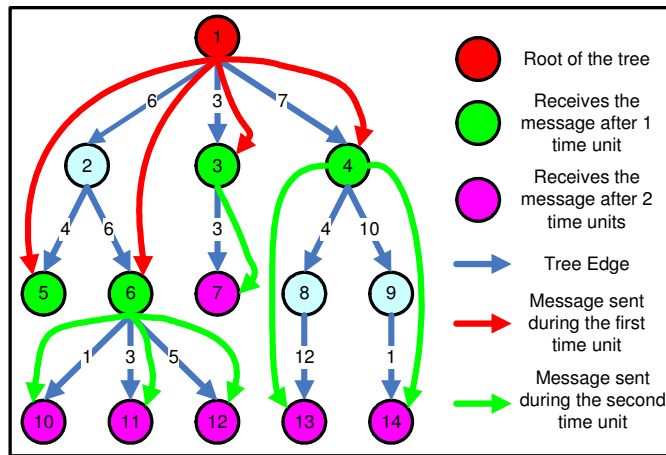 1
Root of the tree
6
3
7
Receives the
message after 1
time unit
2
3
4
Receives the
message after 2
time units
4
6
3
4
10
5
6
7
8
9
Tree Edge
Message sent
during the first
time unit
1
3
5
12
1
Message sent
during the second
time unit
10
11
12
13
14